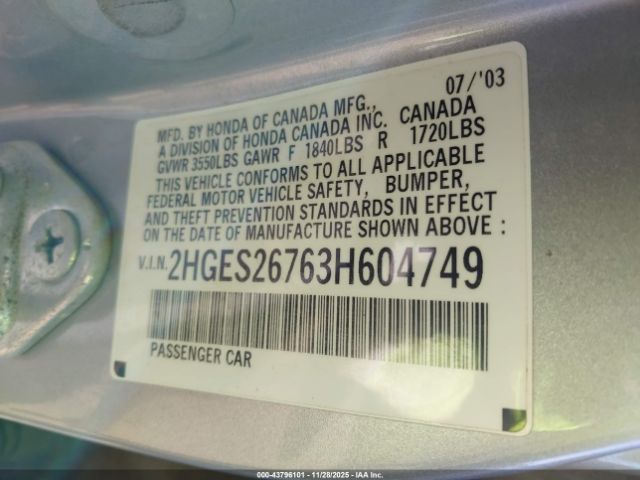 07/'03
MFD. BY HONDA OF CANADA MFG.,
A DIVISION OF HONDA CANADA INC. CANADA
GVWR 3550LBS GAWR F 1840LBS R 1720LBS
THIS VEHICLE CONFORMS TO ALL APPLICABLE
FEDERAL MOTOR VEHICLE SAFETY, BUMPER,
AND THEFT PREVENTION STANDARDS IN EFFECT
ON THE DATE OF MANUFACTURE SHOWN ABOVE :
V.I.N. 2HGES26763H604749
PASSENGER CAR
000-43796101 - 11/28/2025 - IAA Inc.